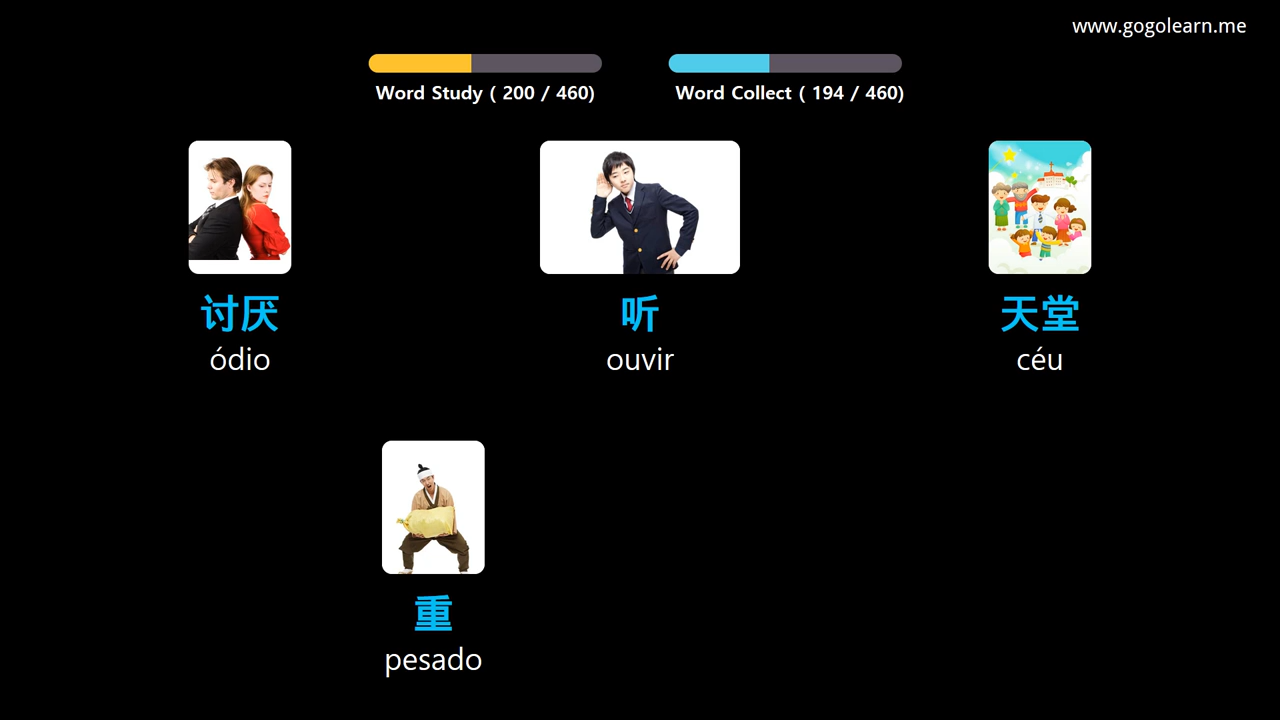 www.gogolearn.me
Word Study ( 200 / 460)
Word Collect ( 194 / 460)
讨厌
ódio
听
ouvir
天堂
céu
重
pesado